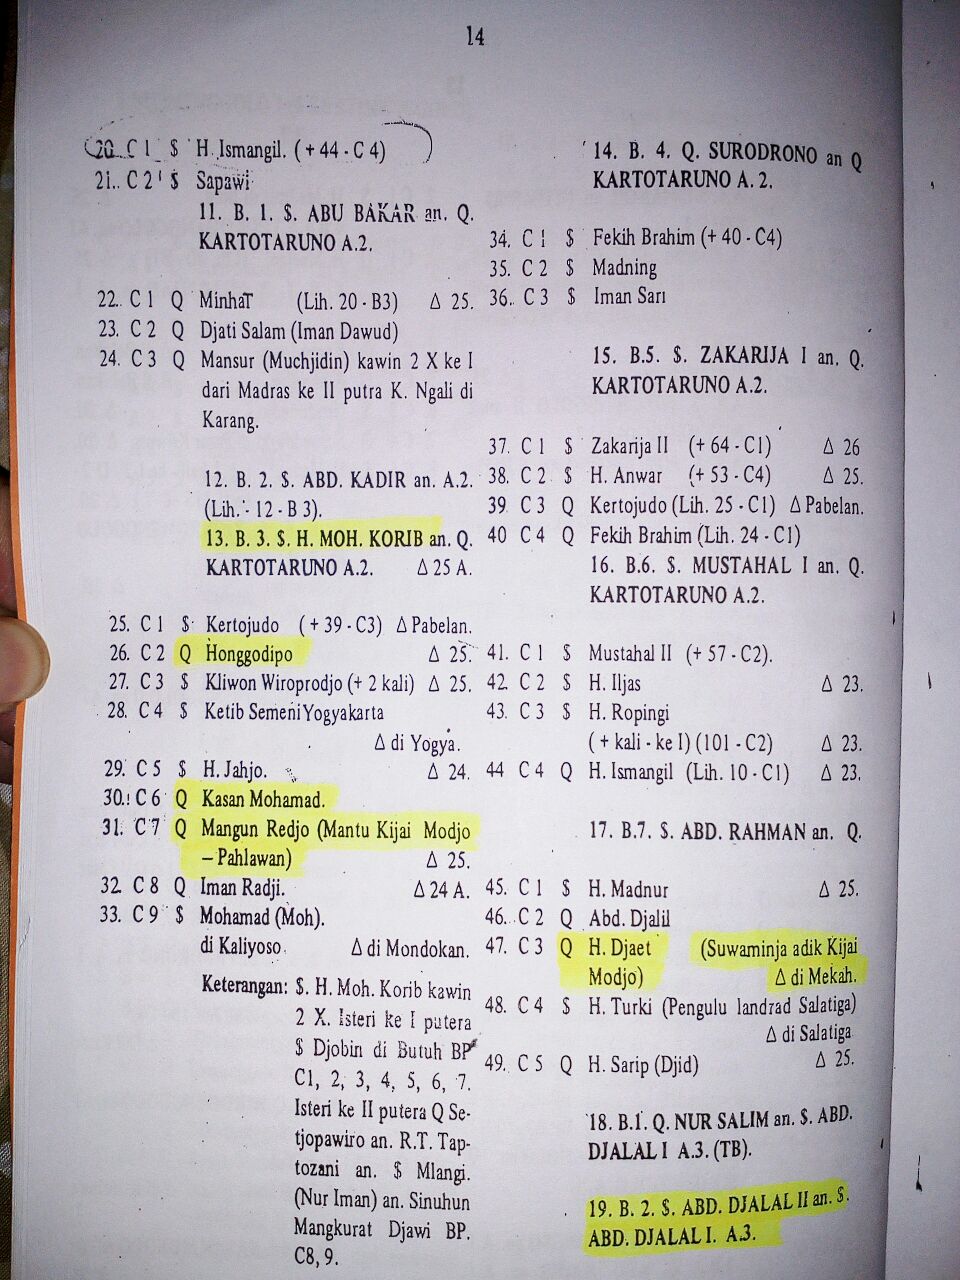 14
20. C 1 $ H. Ismangil. ( + 44 - C 4)
21. C 2 $ Sapawi
11. B. 1. $. ABU BAKAR an. Q.
KARTOTARUNO A.2.
22. C 1 Q Minhat (Lih. 20 - B3) Δ 25.
23. C 2 Q Djati Salam (Iman Dawud)
24. C 3 Q Mansur (Muchjidin) kawin 2 X ke I
dari Madras ke II putra K. Ngali di
Karang.
12. B. 2. $. ABD. KADIR an. A.2.
(Lih. - 12 - B 3).
13. B. 3. $. H. MOH. KORIB an. Q.
KARTOTARUNO A.2. Δ 25 A.
25. C 1 $ Kertojudo ( + 39 - C3) Δ Pabelan.
26. C 2 Q Honggodipo Δ 25.
27. C 3 $ Kliwon Wiroprodjo (+ 2 kali) Δ 25.
28. C 4 $ Ketib Semeni Yogyakarta
Δ di Yogya.
29. C 5 $ H. Jahjo. Δ 24.
30. C 6 Q Kasan Mohamad.
31. C 7 Q Mangun Redjo (Mantu Kijai Modjo
– Pahlawan) Δ 25.
32. C 8 Q Iman Radji. Δ 24 A.
33. C 9 $ Mohamad (Moh).
di Kaliyoso. Δ di Mondokan.
Keterangan: $. H. Moh. Korib kawin
2 X. Isteri ke I putera
$ Djobin di Butuh BP
C1, 2, 3, 4, 5, 6, 7.
Isteri ke II putera Q Se-
tjopawiro an. R.T. Tap-
tozani an. $ Mlangi.
(Nur Iman) an. Sinuhun
Mangkurat Djawi BP.
C8, 9.
14. B. 4. Q. SURODRONO an Q
KARTOTARUNO A. 2.
34. C 1 $ Fekih Brahim (+ 40 - C4)
35. C 2 $ Madning
36. C 3 $ Iman Sari
15. B.5. $. ZAKARIJA I an. Q.
KARTOTARUNO A.2.
37. C 1 $ Zakarija II (+ 64 - C1) Δ 26
38. C 2 $ H. Anwar (+ 53 - C4) Δ 25.
39 C 3 Q Kertojudo (Lih. 25 - C1) Δ Pabelan.
40 C 4 Q Fekih Brahim (Lih. 24 - C1)
16. B.6. $. MUSTAHAL I an. Q.
KARTOTARUNO A.2.
41. C 1 $ Mustahal II (+ 57 - C2).
42. C 2 $ H. Iljas Δ 23.
43. C 3 $ H. Ropingi
( + kali - ke I) (101 - C2) Δ 23.
44 C 4 Q H. Ismangil (Lih. 10 - C1) Δ 23.
17. B.7. $. ABD. RAHMAN an. Q.
45. C 1 $ H. Madnur Δ 25.
46. C 2 Q Abd. Djalil
47. C 3 Q H. Djaet (Suwaminja adik Kijai
Modjo) Δ di Mekah.
48. C 4 $ H. Turki (Pengulu landrad Salatiga)
Δ di Salatiga
49. C 5 Q H. Sarip (Djid) Δ 25.
18. B.1. Q. NUR SALIM an. $. ABD.
DJALAL I A.3. (TB).
19. B. 2. $. ABD. DJALAL II an. $.
ABD. DJALAL I. A.3.